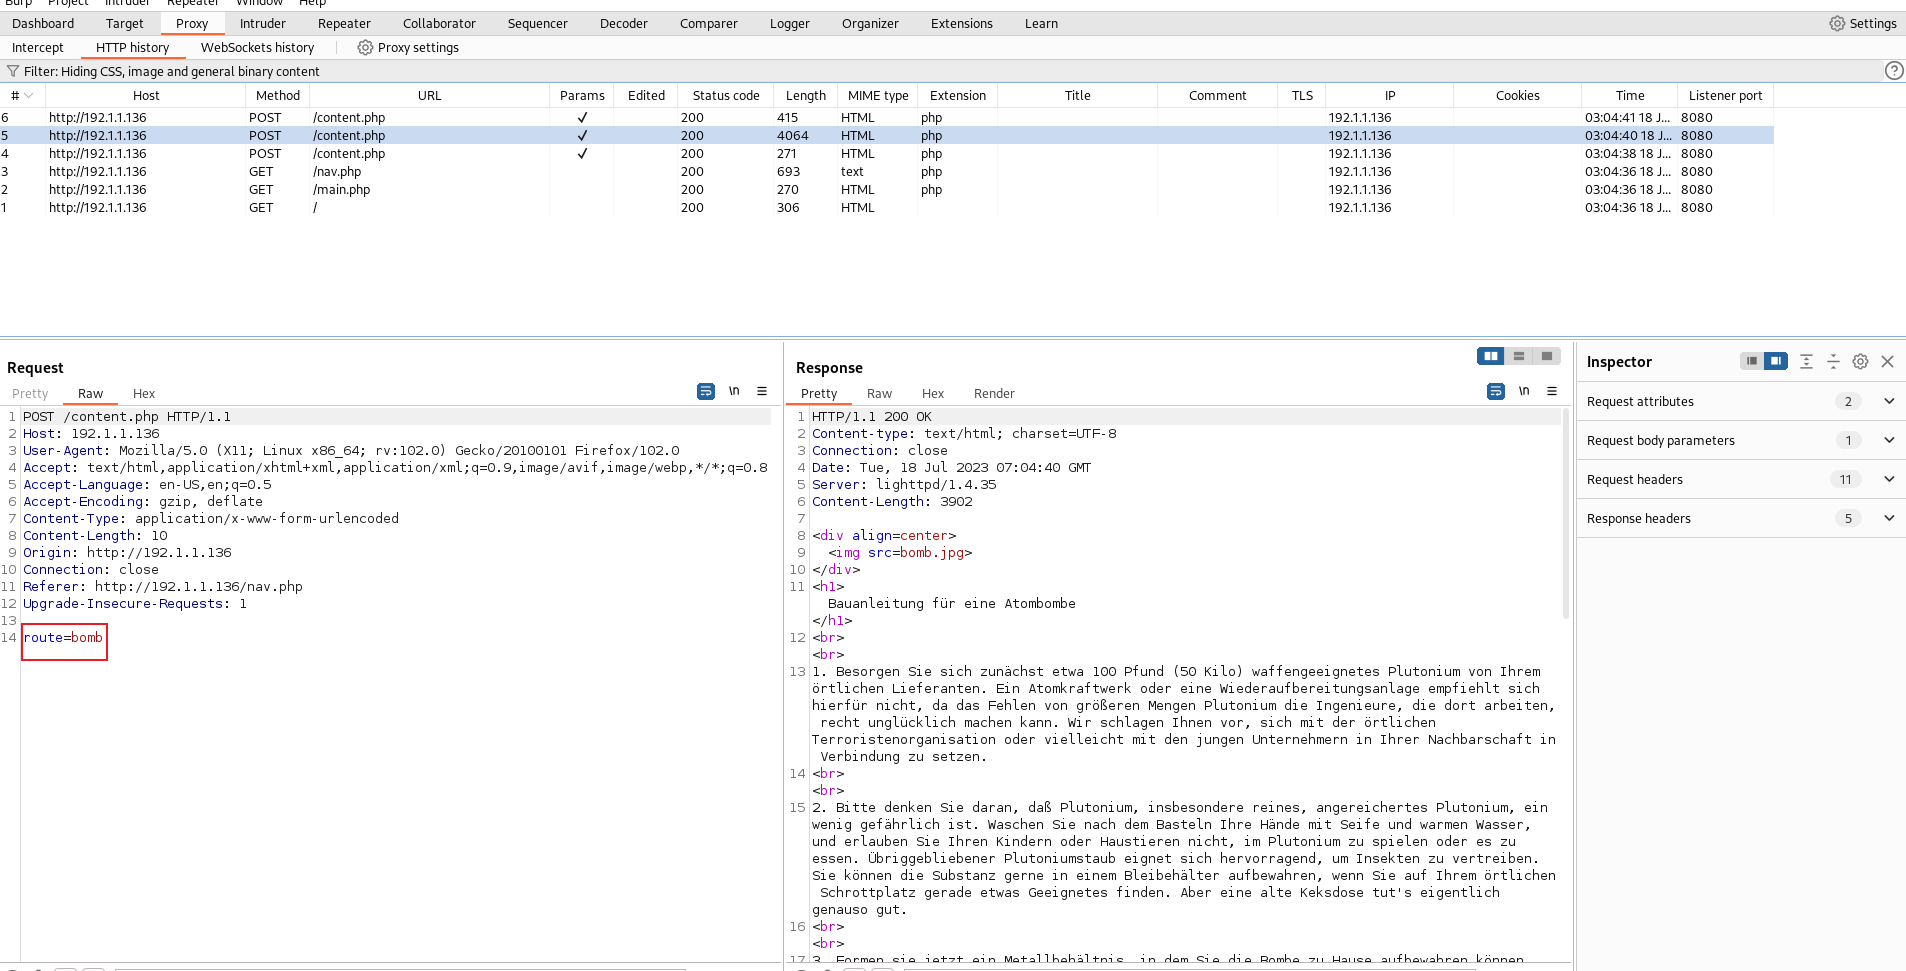 Burp Project Intruder Repeater Window Help
Dashboard Target Proxy Intruder Repeater Collaborator Sequencer Decoder Comparer Logger Organizer Extensions Learn Settings
Intercept HTTP history WebSockets history Proxy settings
Filter: Hiding CSS, image and general binary content
# Host Method URL Params Edited Status code Length MIME type Extension Title Comment TLS IP Cookies Time Listener port
6 http://192.1.1.136 POST /content.php ✓ 200 415 HTML php 192.1.1.136 03:04:41 18 J... 8080
5 http://192.1.1.136 POST /content.php ✓ 200 4064 HTML php 192.1.1.136 03:04:40 18 J... 8080
4 http://192.1.1.136 POST /content.php ✓ 200 271 HTML php 192.1.1.136 03:04:38 18 J... 8080
3 http://192.1.1.136 GET /nav.php 200 693 text php 192.1.1.136 03:04:36 18 J... 8080
2 http://192.1.1.136 GET /main.php 200 270 HTML php 192.1.1.136 03:04:36 18 J... 8080
1 http://192.1.1.136 GET / 200 306 HTML 192.1.1.136 03:04:36 18 J... 8080
Request
Pretty Raw Hex \n
1 POST /content.php HTTP/1.1
2 Host: 192.1.1.136
3 User-Agent: Mozilla/5.0 (X11; Linux x86_64; rv:102.0) Gecko/20100101 Firefox/102.0
4 Accept: text/html,application/xhtml+xml,application/xml;q=0.9,image/avif,image/webp,*/*;q=0.8
5 Accept-Language: en-US,en;q=0.5
6 Accept-Encoding: gzip, deflate
7 Content-Type: application/x-www-form-urlencoded
8 Content-Length: 10
9 Origin: http://192.1.1.136
10 Connection: close
11 Referer: http://192.1.1.136/nav.php
12 Upgrade-Insecure-Requests: 1
13
14 route=bomb
Response
Pretty Raw Hex Render \n
1 HTTP/1.1 200 OK
2 Content-type: text/html; charset=UTF-8
3 Connection: close
4 Date: Tue, 18 Jul 2023 07:04:40 GMT
5 Server: lighttpd/1.4.35
6 Content-Length: 3902
7
8 <div align=center>
9 <img src=bomb.jpg>
10 </div>
11 <h1>
Bauanleitung für eine Atombombe
</h1>
12 <br>
<br>
13 1. Besorgen Sie sich zunächst etwa 100 Pfund (50 Kilo) waffengeeignetes Plutonium von Ihrem
örtlichen Lieferanten. Ein Atomkraftwerk oder eine Wiederaufbereitungsanlage empfiehlt sich
hierfür nicht, da das Fehlen von größeren Mengen Plutonium die Ingenieure, die dort arbeiten,
recht unglücklich machen kann. Wir schlagen Ihnen vor, sich mit der örtlichen
Terroristenorganisation oder vielleicht mit den jungen Unternehmern in Ihrer Nachbarschaft in
Verbindung zu setzen.
14 <br>
<br>
15 2. Bitte denken Sie daran, daß Plutonium, insbesondere reines, angereichertes Plutonium, ein
wenig gefährlich ist. Waschen Sie nach dem Basteln Ihre Hände mit Seife und warmen Wasser,
und erlauben Sie Ihren Kindern oder Haustieren nicht, im Plutonium zu spielen oder es zu
essen. Übriggebliebener Plutoniumstaub eignet sich hervorragend, um Insekten zu vertreiben.
Sie können die Substanz gerne in einem Bleibehälter aufbewahren, wenn Sie auf Ihrem örtlichen
Schrottplatz gerade etwas Geeignetes finden. Aber eine alte Keksdose tut's eigentlich
genauso gut.
16 <br>
<br>
17 3. Formen sie jetzt ein Metallbehältnis, in dem Sie die Bombe zu Hause aufbewahren können.
Inspector
Request attributes 2
Request body parameters 1
Request headers 11
Response headers 5